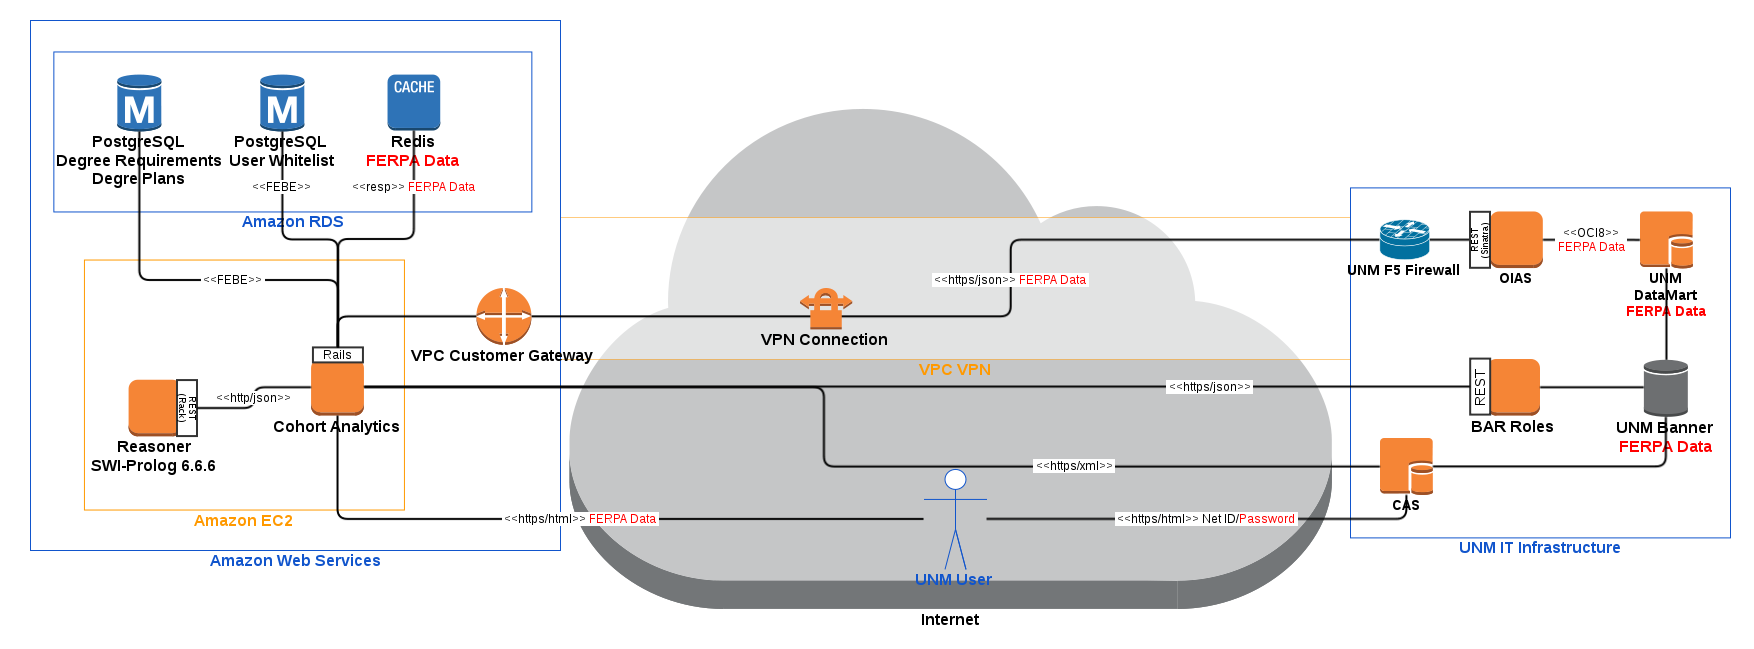 M
M
CACHE
PostgreSQL
Degree Requirements
Degre Plans
PostgreSQL
User Whitelist
Redis
FERPA Data
<<FEBE>>
<<resp>> FERPA Data
Amazon RDS
<<FEBE>>
VPC Customer Gateway
Rails
Cohort Analytics
<<http/json>>
REST
(Rack)
Reasoner
SWI-Prolog 6.6.6
Amazon EC2
Amazon Web Services
<<https/html>> FERPA Data
VPN Connection
<<https/json>> FERPA Data
VPC VPN
<<https/json>>
<<https/xml>>
<<https/html>> Net ID/Password
UNM User
Internet
UNM F5 Firewall
REST
(Sinatra)
OIAS
<<OCI8>>
FERPA Data
UNM
DataMart
FERPA Data
REST
BAR Roles
UNM Banner
FERPA Data
CAS
UNM IT Infrastructure